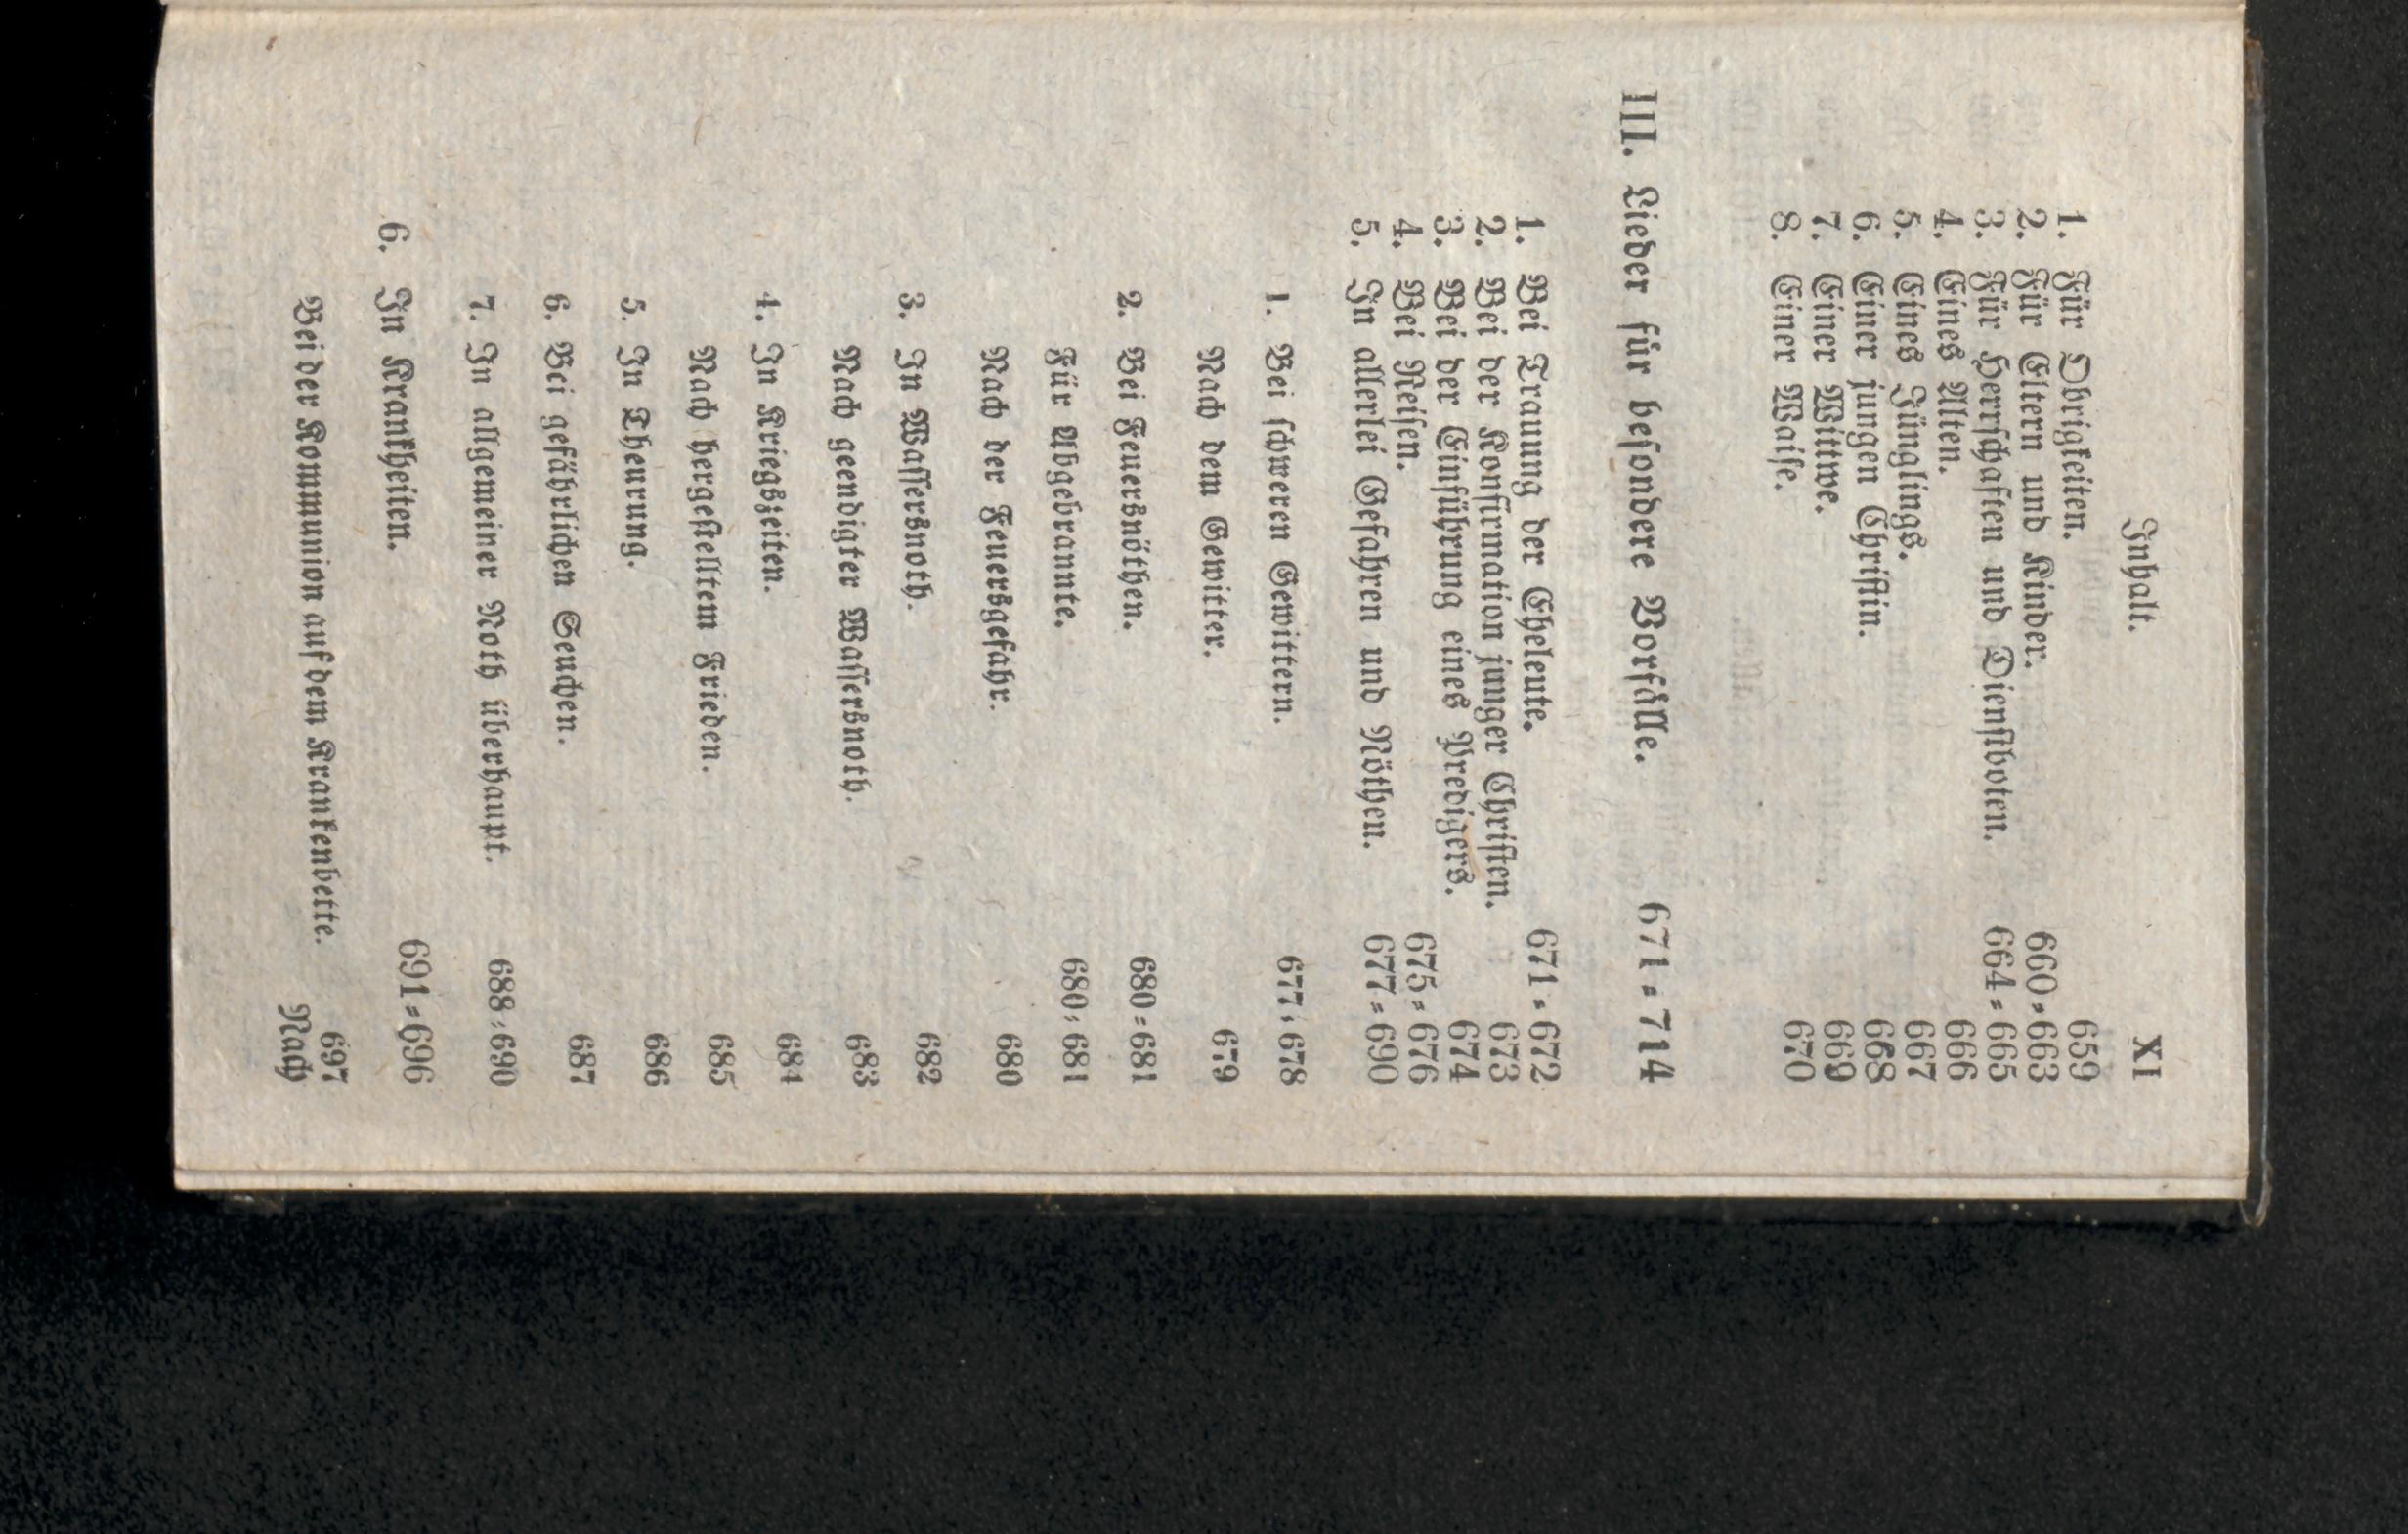 Inhalt. XI
1. Für Obrigkeiten. 659
2. Für Eltern und Kinder. 660=663
3. Für Herrschaften und Dienstboten. 664=665
4. Eines Alten. 666
5. Eines Jünglings. 667
6. Einer jungen Christin. 668
7. Einer Wittwe. 669
8. Einer Waise. 670
III. Lieder für besondere Vorfälle. 671=714
1. Bei Trauung der Eheleute. 671=672
2. Bei der Konfirmation junger Christen. 673
3. Bei der Einführung eines Predigers. 674
4. Bei Reisen. 675=676
5. In allerlei Gefahren und Nöthen. 677=690
1. Bei schweren Gewittern. 677=678
Nach dem Gewitter. 679
2. Bei Feuersnöthen. 680=681
Für Abgebrannte. 680=681
Nach der Feuersgefahr. 680
3. In Wassersnoth. 682
Nach geendigter Wassersnoth. 683
4. In Kriegszeiten. 684
Nach hergestelltem Frieden. 685
5. In Theurung. 686
6. Bei gefährlichen Seuchen. 687
7. In allgemeiner Noth überhaupt. 688=690
6. In Krankheiten. 691=696
Bei der Kommunion auf dem Krankenbette. 697
Nach